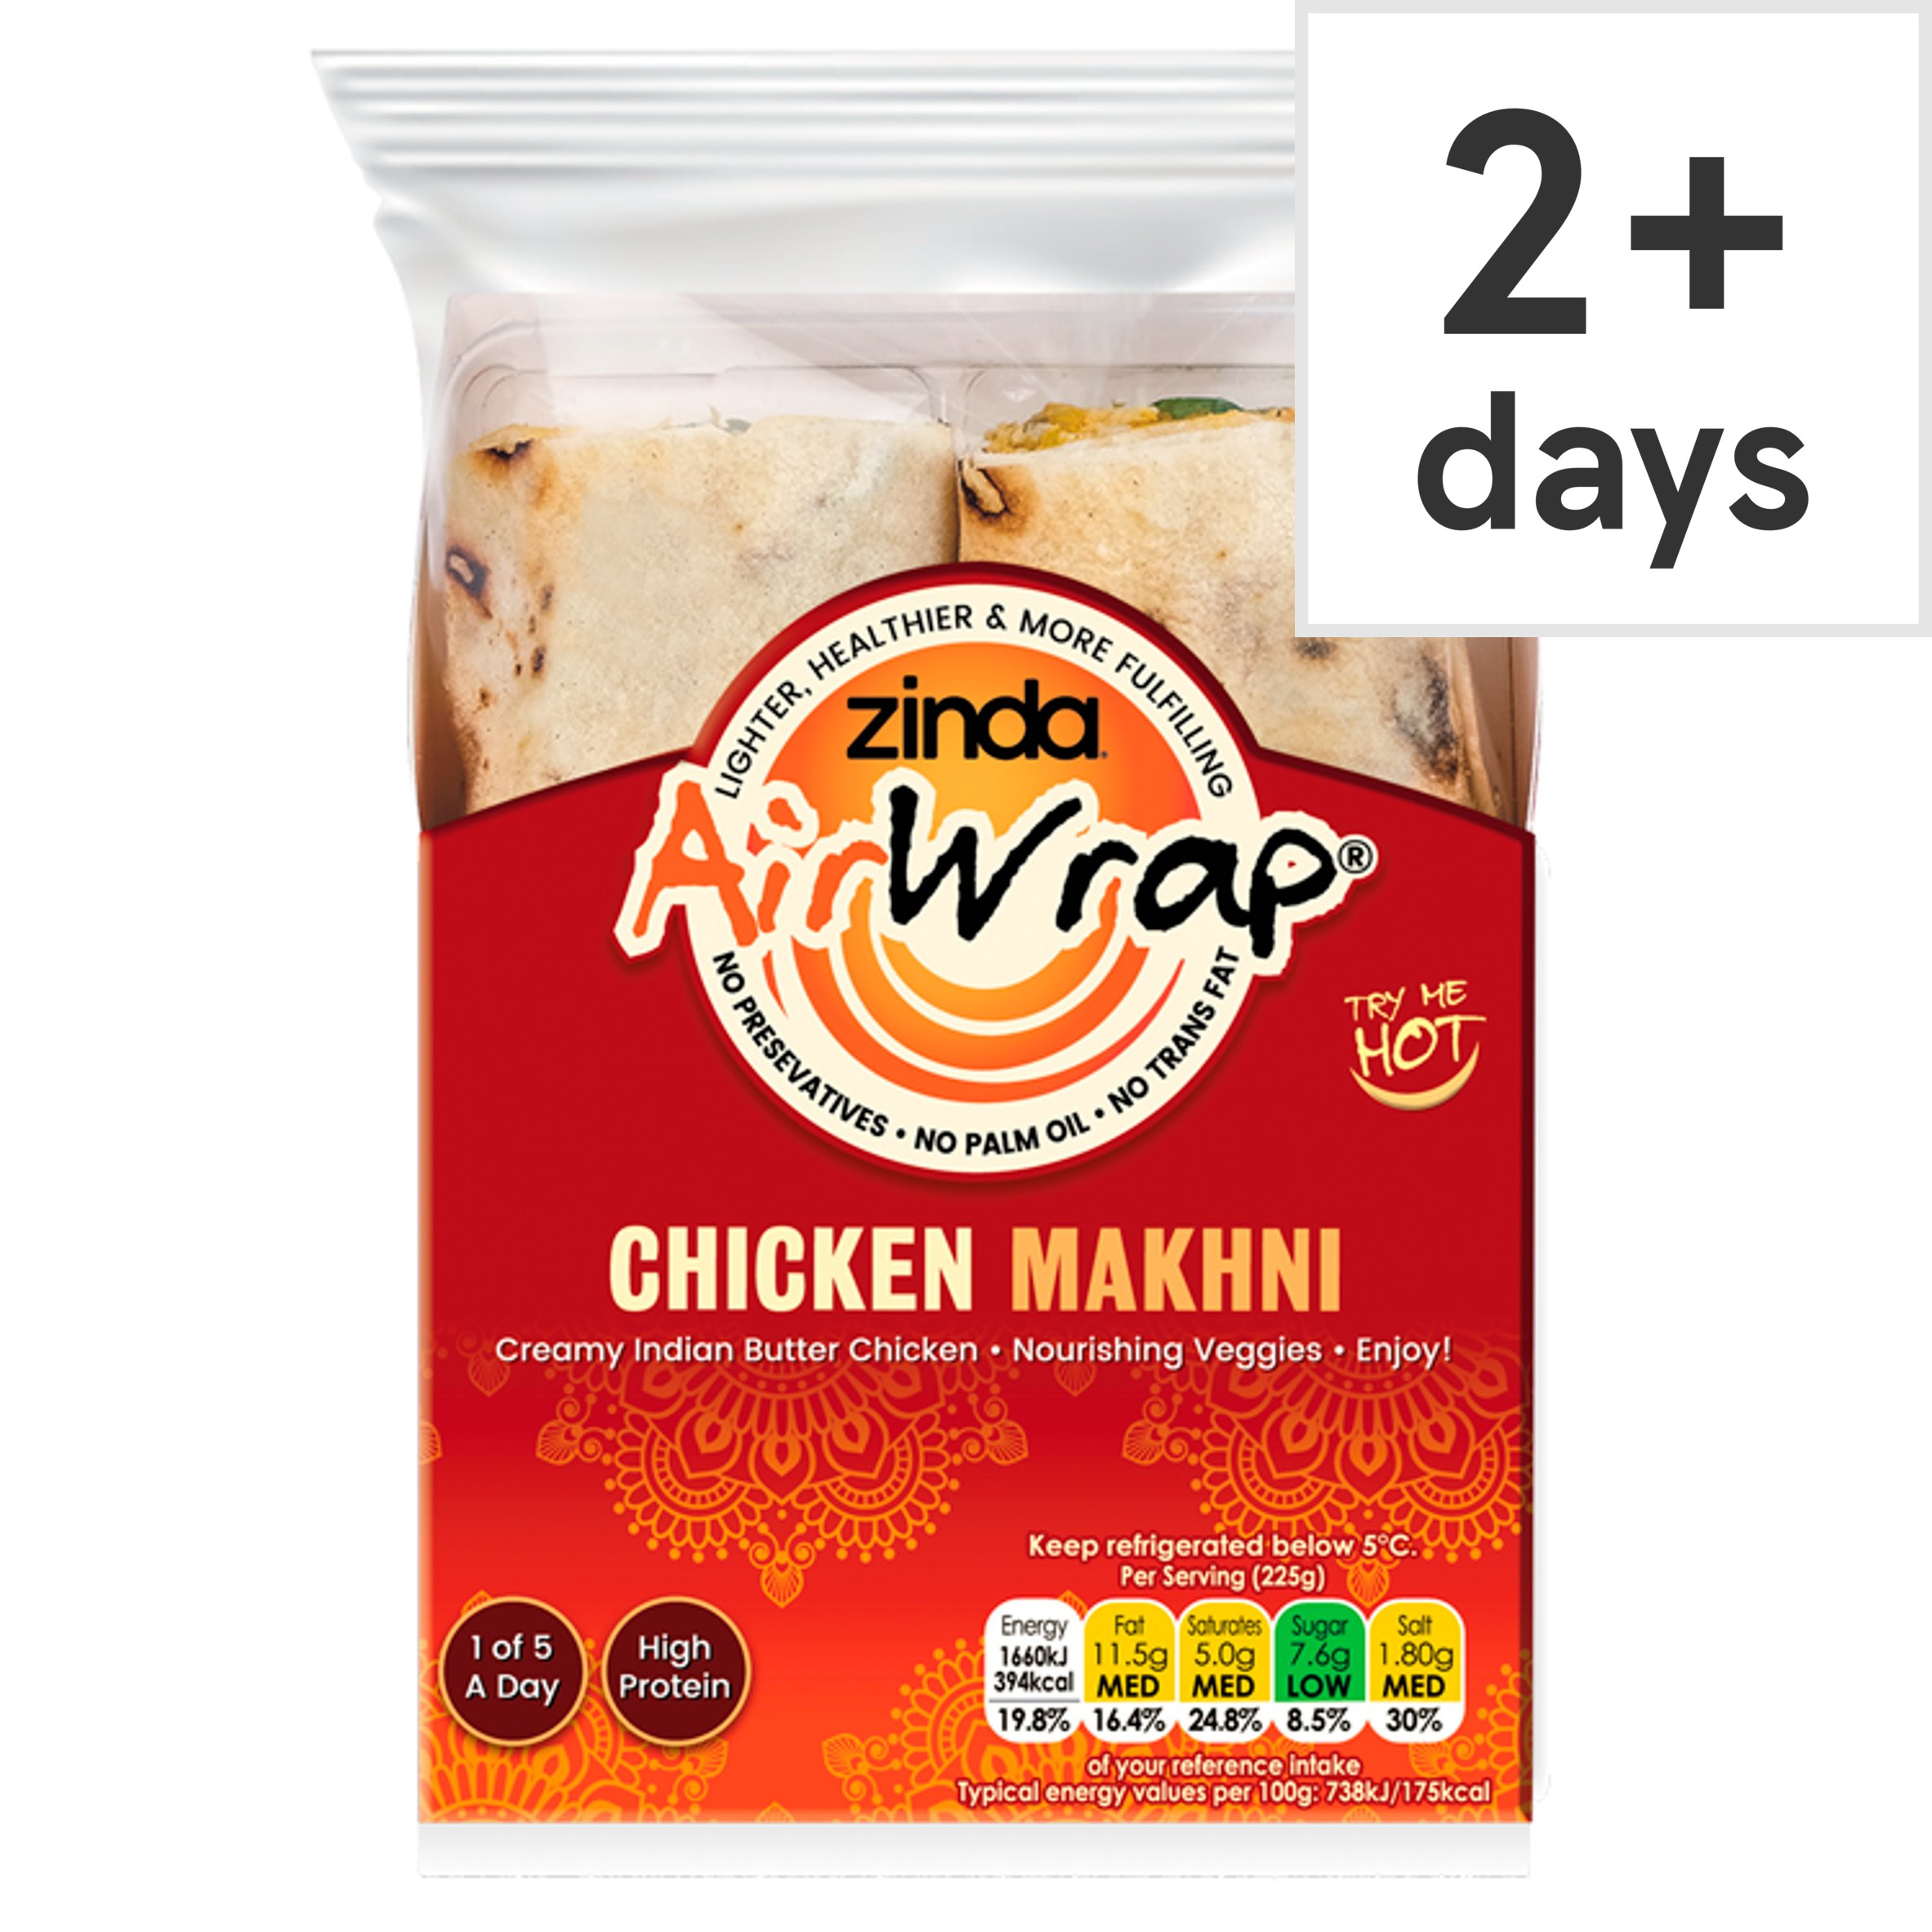 2+
days
LIGHTER, HEALTHIER & MORE FULFILLING
zinda
AirWrap®
NO PRESEVATIVES • NO PALM OIL • NO TRANS FAT
TRY ME
HOT
CHICKEN MAKHNI
Creamy Indian Butter Chicken • Nourishing Veggies • Enjoy!
Keep refrigerated below 5°C.
Per Serving (225g)
1 of 5
A Day
High
Protein
Energy Fat Saturates Sugar Salt
1660kJ 11.5g 5.0g 7.6g 1.80g
394kcal MED MED LOW MED
19.8% 16.4% 24.8% 8.5% 30%
of your reference intake
Typical energy values per 100g: 738kJ/175kcal